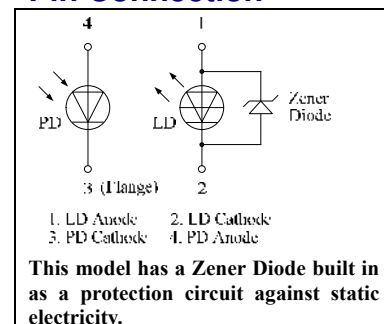 Pin Connection
4
1
PD
LD
Zener
Diode
3 (Flange)
2
1. LD Anode 2. LD Cathode
3. PD Cathode 4. PD Anode
This model has a Zener Diode built in
as a protection circuit against static
electricity.